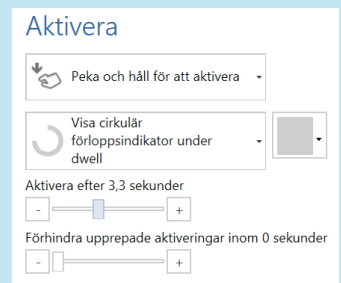 Aktivera
Peka och håll för att aktivera
Visa cirkulär
förloppsindikator under
dwell
Aktivera efter 3,3 sekunder
- +
Förhindra upprepade aktiveringar inom 0 sekunder
- +